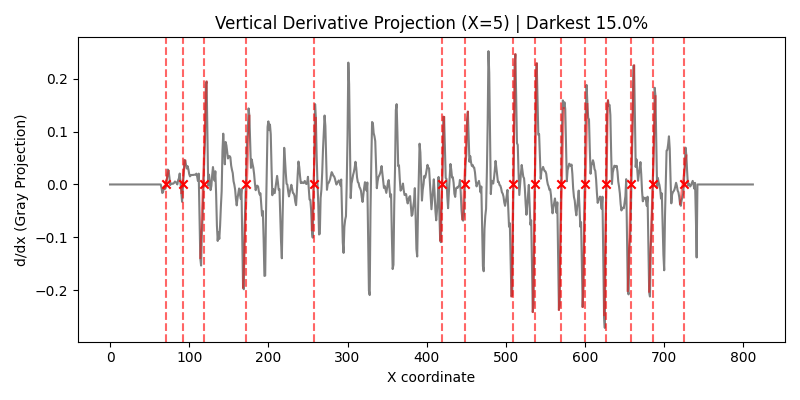 Vertical Derivative Projection (X=5) | Darkest 15.0%
0.2
0.1
0.0
−0.1
−0.2
d/dx (Gray Projection)
0 100 200 300 400 500 600 700 800
X coordinate